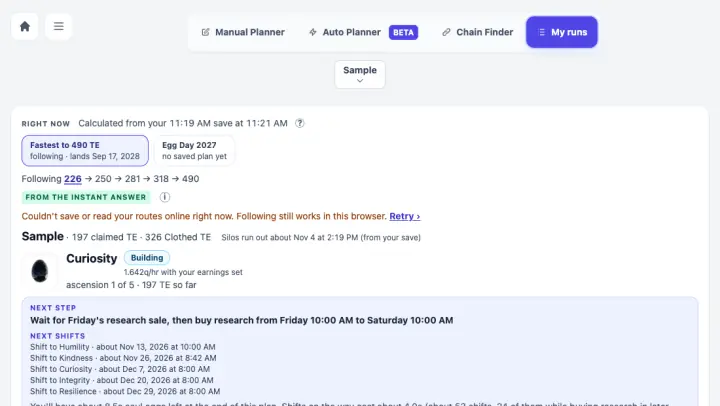 Manual Planner
Auto Planner BETA
Chain Finder
My runs
Sample
RIGHT NOW Calculated from your 11:19 AM save at 11:21 AM ?
Fastest to 490 TE
following · lands Sep 17, 2028
Egg Day 2027
no saved plan yet
Following 226 → 250 → 281 → 318 → 490
FROM THE INSTANT ANSWER i
Couldn't save or read your routes online right now. Following still works in this browser. Retry ›
Sample · 197 claimed TE · 326 Clothed TE Silos run out about Nov 4 at 2:19 PM (from your save)
Curiosity Building
1.642q/hr with your earnings set
ascension 1 of 5 · 197 TE so far
NEXT STEP
Wait for Friday's research sale, then buy research from Friday 10:00 AM to Saturday 10:00 AM
NEXT SHIFTS
Shift to Humility · about Nov 13, 2026 at 10:00 AM
Shift to Kindness · about Nov 26, 2026 at 8:42 AM
Shift to Curiosity · about Dec 7, 2026 at 8:00 AM
Shift to Integrity · about Dec 20, 2026 at 8:00 AM
Shift to Resilience · about Dec 29, 2026 at 8:00 AM